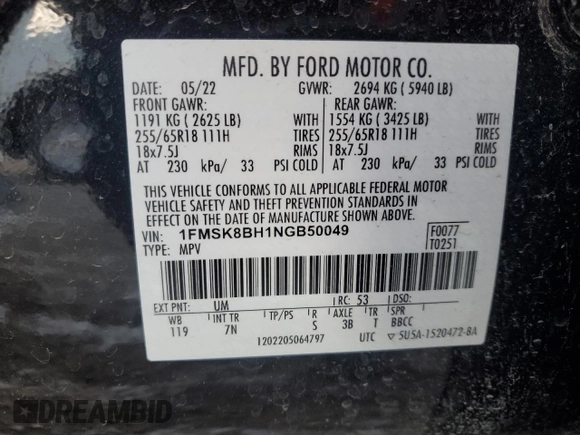 MFD. BY FORD MOTOR CO.
DATE: 05/22 GVWR: 2694 KG ( 5940 LB)
FRONT GAWR: REAR GAWR:
1191 KG ( 2625 LB) WITH 1554 KG ( 3425 LB) WITH
255/65R18 111H TIRES 255/65R18 111H TIRES
18x7.5J RIMS 18x7.5J RIMS
AT 230 kPa/ 33 PSI COLD AT 230 kPa/ 33 PSI COLD
THIS VEHICLE CONFORMS TO ALL APPLICABLE FEDERAL MOTOR
VEHICLE SAFETY AND THEFT PREVENTION STANDARDS IN
EFFECT ON THE DATE OF MANUFACTURE SHOWN ABOVE.
VIN: 1FMSK8BH1NGB50049 F0077
TYPE: MPV T0251
EXT PNT: UM RC: 53 DSO:
WB INT TR TP/PS R AXLE TR SPR
119 7N S 3B T BBCC
1202205064797 UTC 5U5A-1520472-BA
DREAMBID